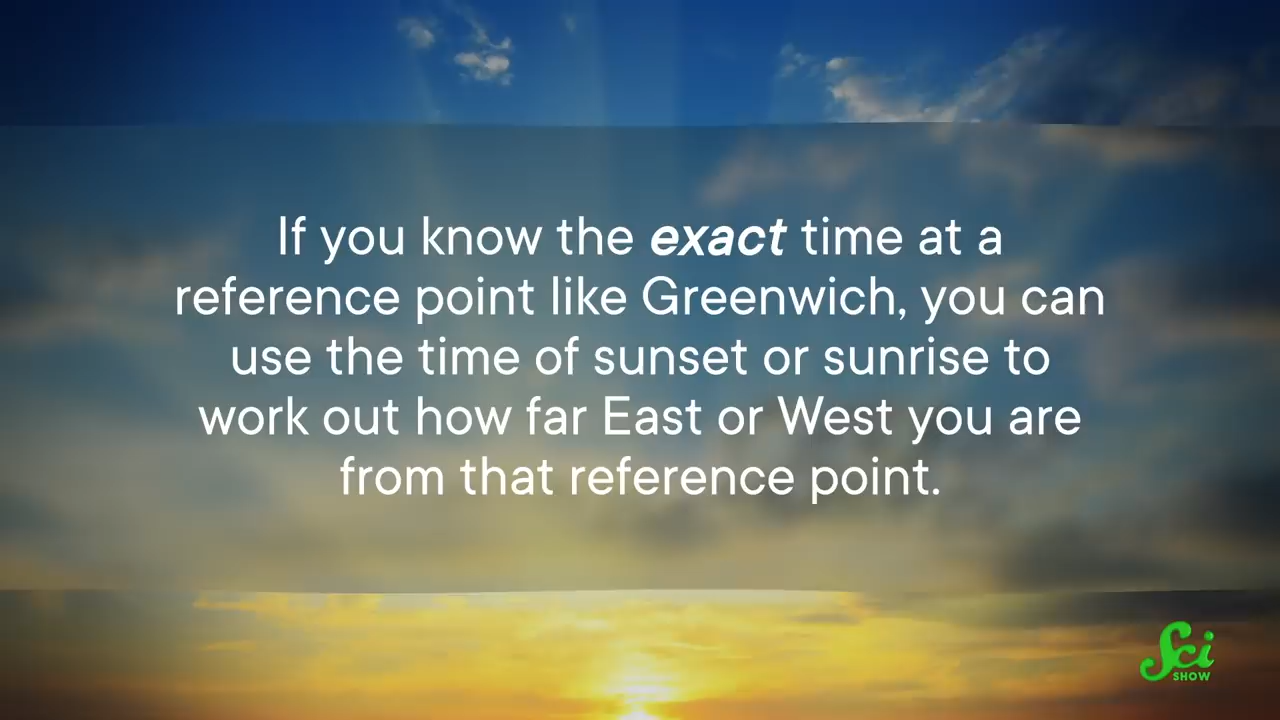 If you know the exact time at a
reference point like Greenwich, you can
use the time of sunset or sunrise to
work out how far East or West you are
from that reference point.
Sci
SHOW